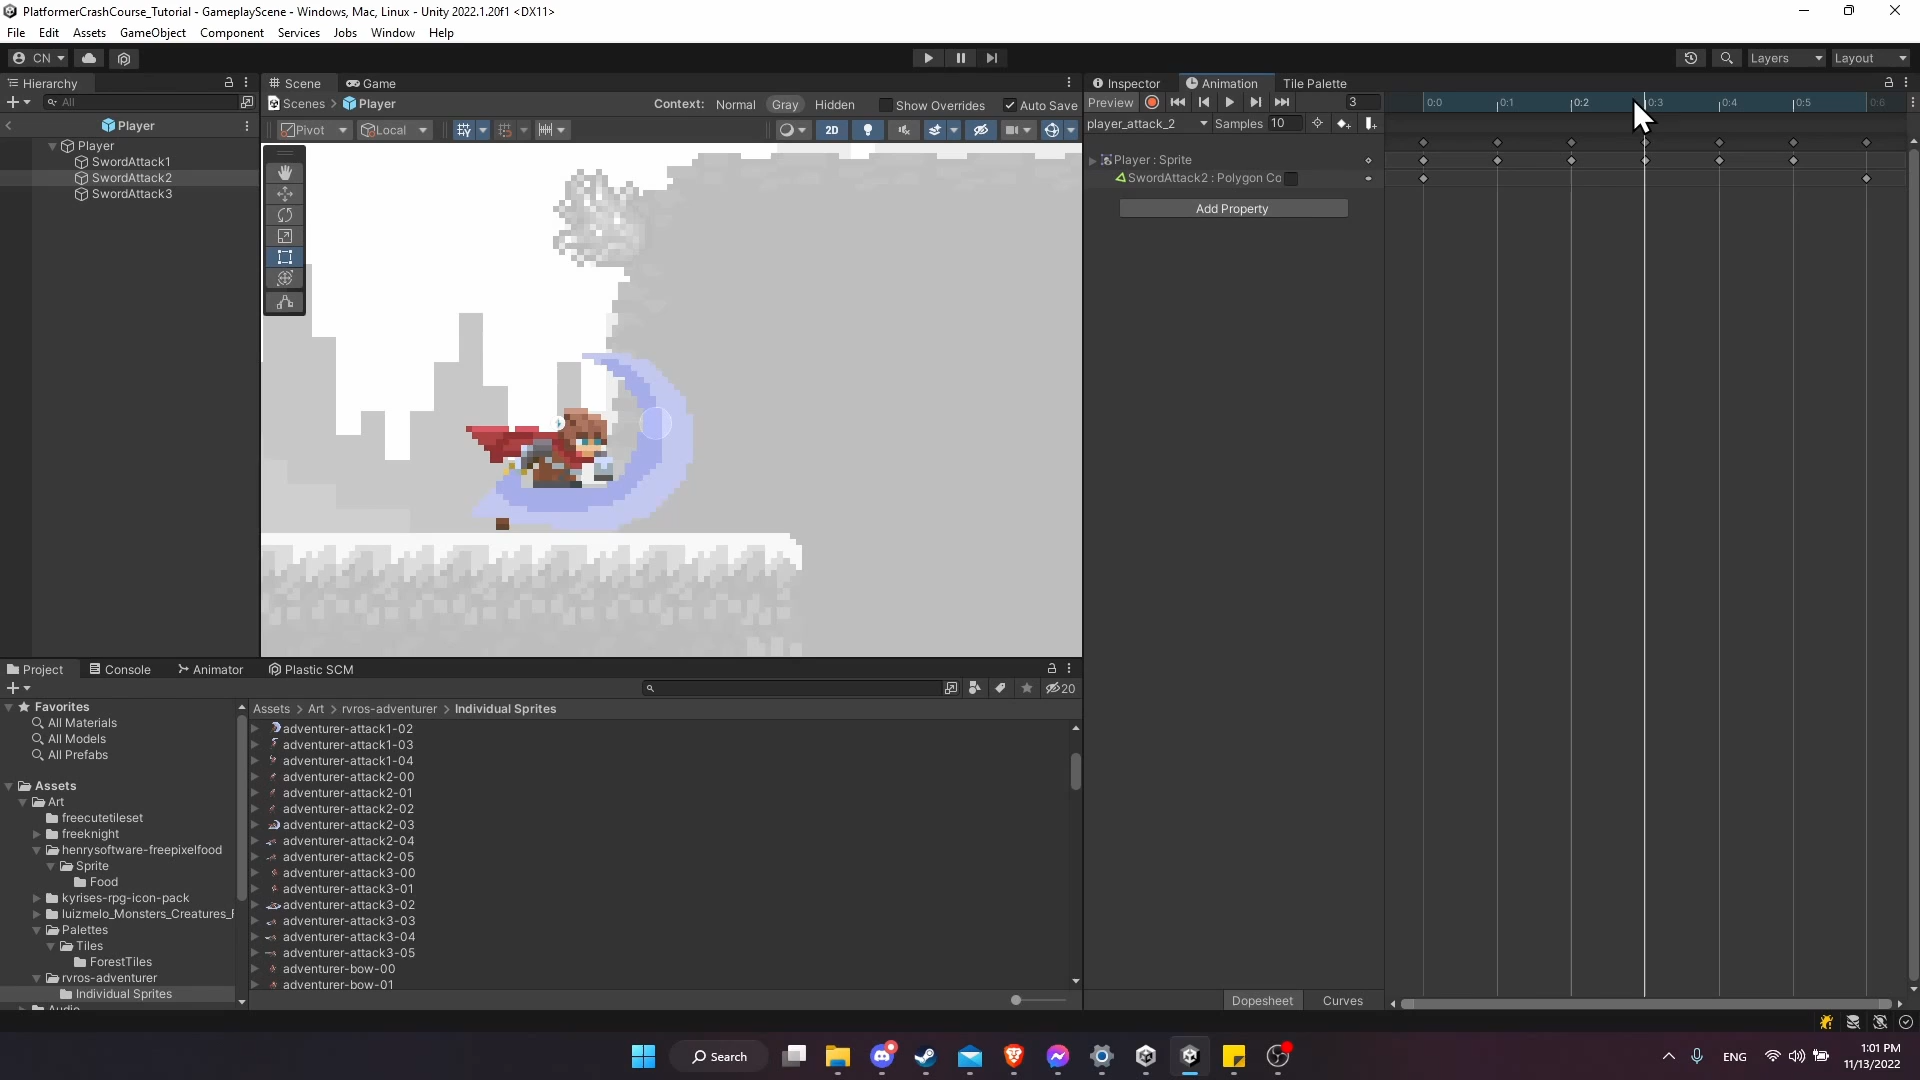 PlatformerCrashCourse_Tutorial - GameplayScene - Windows, Mac, Linux - Unity 2022.1.20f1 <DX11>
File Edit Assets GameObject Component Services Jobs Window Help
CN Layers Layout
Hierarchy Scene Game Inspector Animation Tile Palette
All Scenes Player Context: Normal Gray Hidden Show Overrides Auto Save Preview 3 0:0 0:1 0:2 0:3 0:4 0:5 0:6
Player Pivot Local 2D player_attack_2 Samples 10
Player
SwordAttack1 Player : Sprite
SwordAttack2 SwordAttack2 : Polygon Co
SwordAttack3
Add Property
Project Console Animator Plastic SCM
20
Favorites Assets > Art > rvros-adventurer > Individual Sprites
All Materials
All Models
All Prefabs
Assets
Art
freecutetileset
freeknight
henrysoftware-freepixelfood
Sprite
Food
kyrises-rpg-icon-pack
luizmelo_Monsters_Creatures_F
Palettes
Tiles
ForestTiles
rvros-adventurer
Individual Sprites
Audio
adventurer-attack1-02
adventurer-attack1-03
adventurer-attack1-04
adventurer-attack2-00
adventurer-attack2-01
adventurer-attack2-02
adventurer-attack2-03
adventurer-attack2-04
adventurer-attack2-05
adventurer-attack3-00
adventurer-attack3-01
adventurer-attack3-02
adventurer-attack3-03
adventurer-attack3-04
adventurer-attack3-05
adventurer-bow-00
adventurer-bow-01
Dopesheet Curves
Search ENG 1:01 PM
11/13/2022